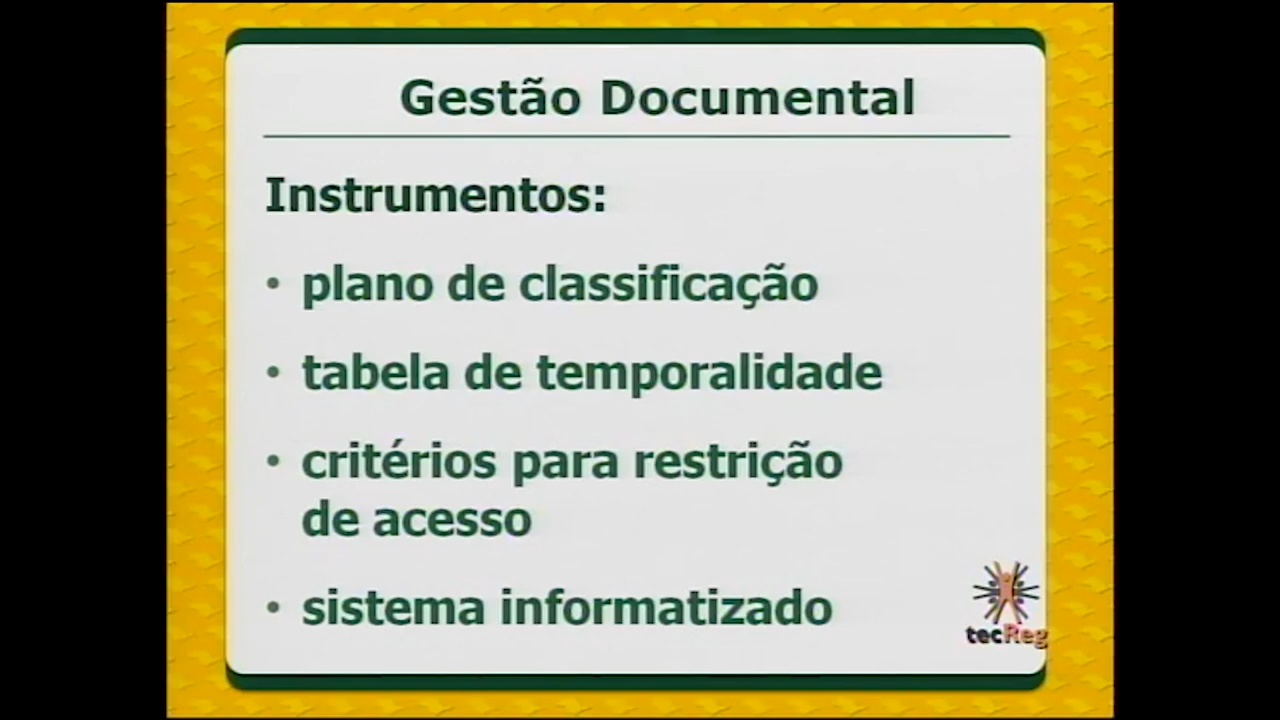 Gestão Documental
Instrumentos:
• plano de classificação
• tabela de temporalidade
• critérios para restrição
de acesso
• sistema informatizado
tecReg